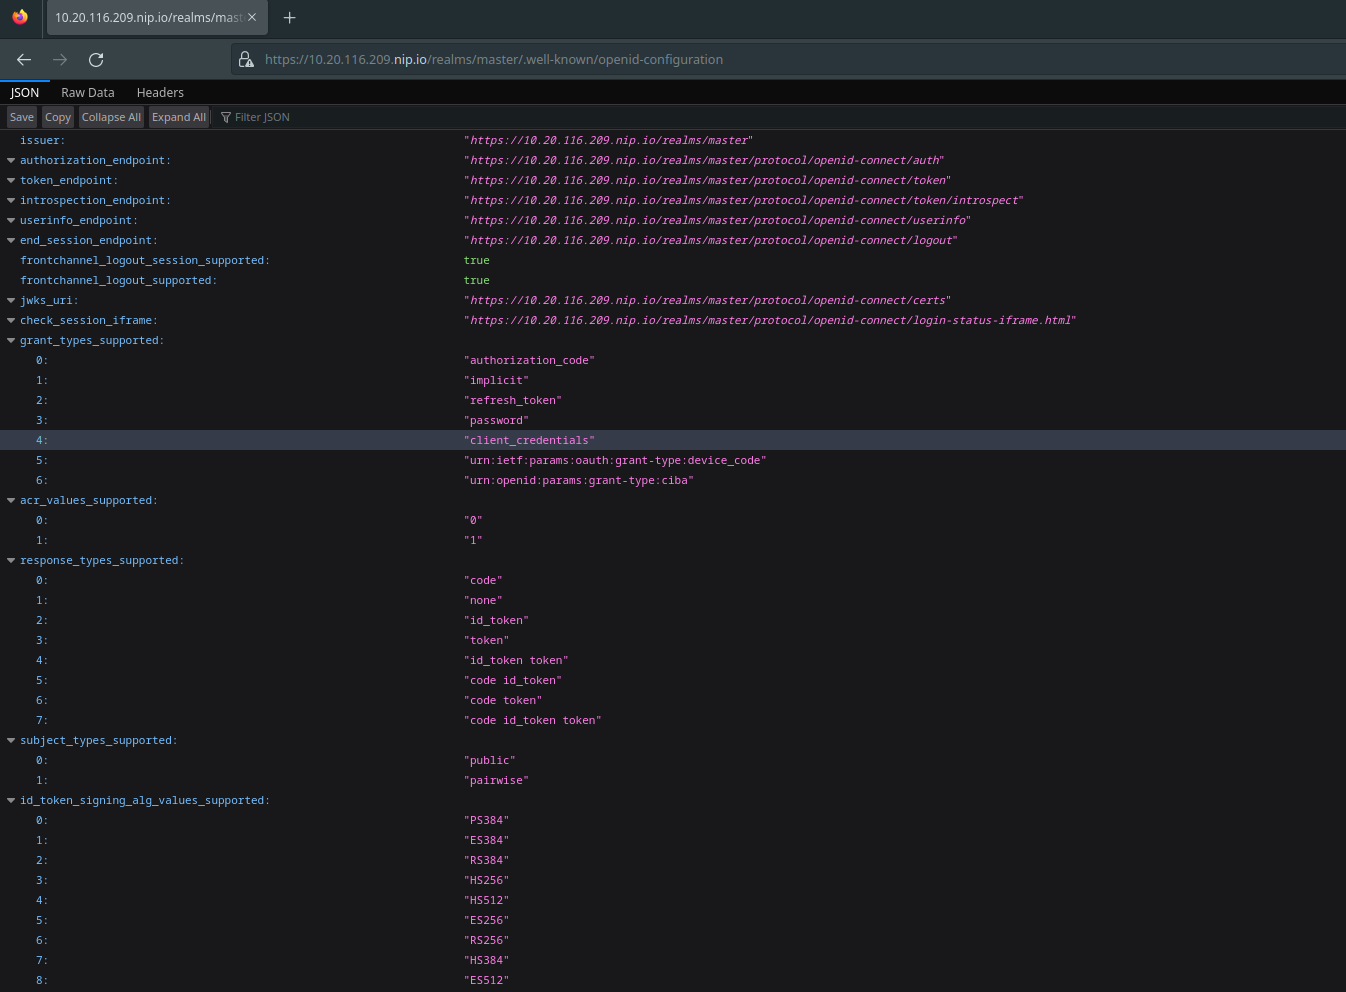 10.20.116.209.nip.io/realms/mast
https://10.20.116.209.nip.io/realms/master/.well-known/openid-configuration
JSON Raw Data Headers
Save Copy Collapse All Expand All Filter JSON
issuer: "https://10.20.116.209.nip.io/realms/master"
authorization_endpoint: "https://10.20.116.209.nip.io/realms/master/protocol/openid-connect/auth"
token_endpoint: "https://10.20.116.209.nip.io/realms/master/protocol/openid-connect/token"
introspection_endpoint: "https://10.20.116.209.nip.io/realms/master/protocol/openid-connect/token/introspect"
userinfo_endpoint: "https://10.20.116.209.nip.io/realms/master/protocol/openid-connect/userinfo"
end_session_endpoint: "https://10.20.116.209.nip.io/realms/master/protocol/openid-connect/logout"
frontchannel_logout_session_supported: true
frontchannel_logout_supported: true
jwks_uri: "https://10.20.116.209.nip.io/realms/master/protocol/openid-connect/certs"
check_session_iframe: "https://10.20.116.209.nip.io/realms/master/protocol/openid-connect/login-status-iframe.html"
grant_types_supported:
0: "authorization_code"
1: "implicit"
2: "refresh_token"
3: "password"
4: "client_credentials"
5: "urn:ietf:params:oauth:grant-type:device_code"
6: "urn:openid:params:grant-type:ciba"
acr_values_supported:
0: "0"
1: "1"
response_types_supported:
0: "code"
1: "none"
2: "id_token"
3: "token"
4: "id_token token"
5: "code id_token"
6: "code token"
7: "code id_token token"
subject_types_supported:
0: "public"
1: "pairwise"
id_token_signing_alg_values_supported:
0: "PS384"
1: "ES384"
2: "RS384"
3: "HS256"
4: "HS512"
5: "ES256"
6: "RS256"
7: "HS384"
8: "ES512"